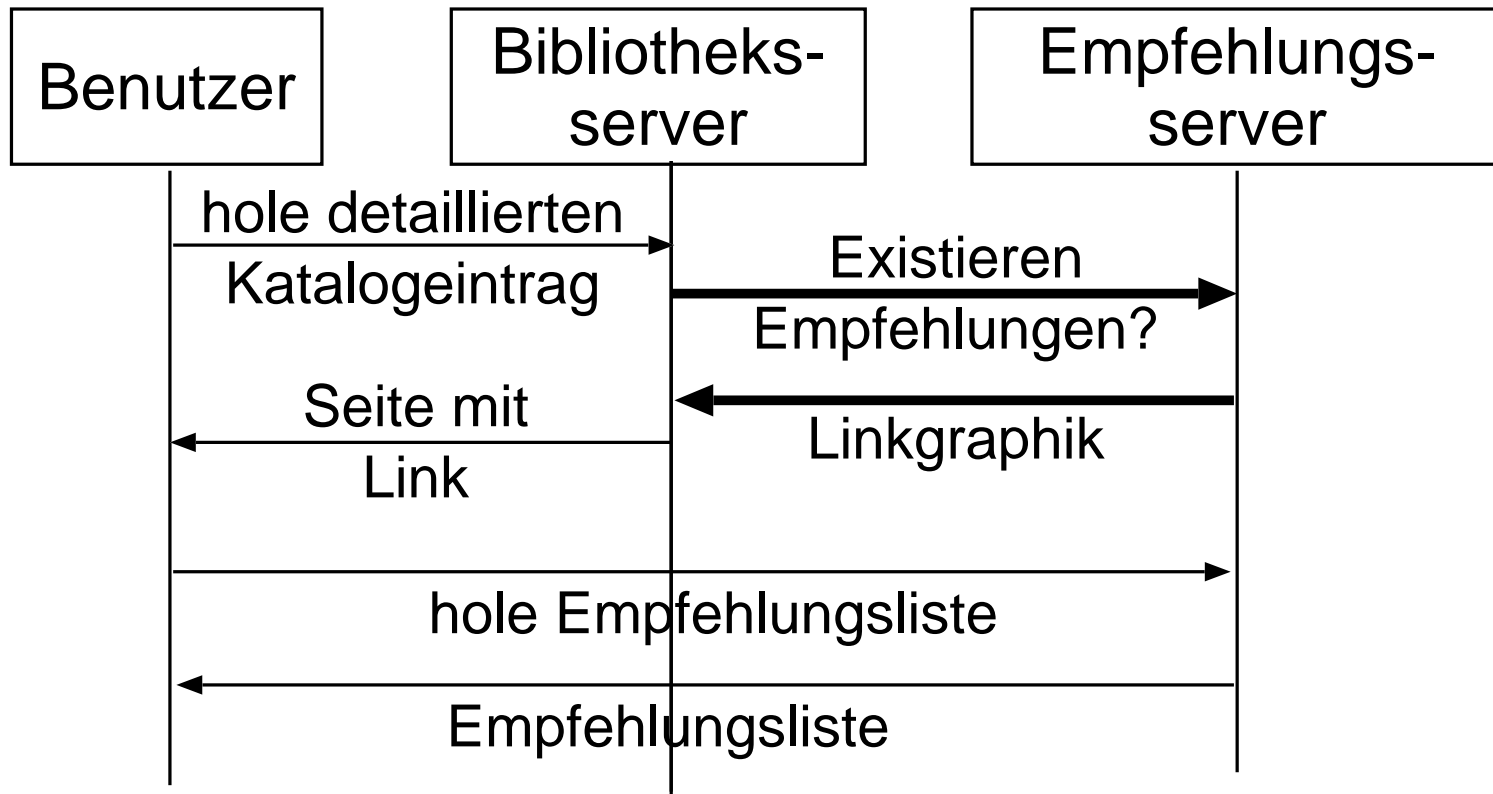 Benutzer
Bibliotheks-
server
Empfehlungs-
server
hole detaillierten
Katalogeintrag
Existieren
Empfehlungen?
Seite mit
Link
Linkgraphik
hole Empfehlungsliste
Empfehlungsliste